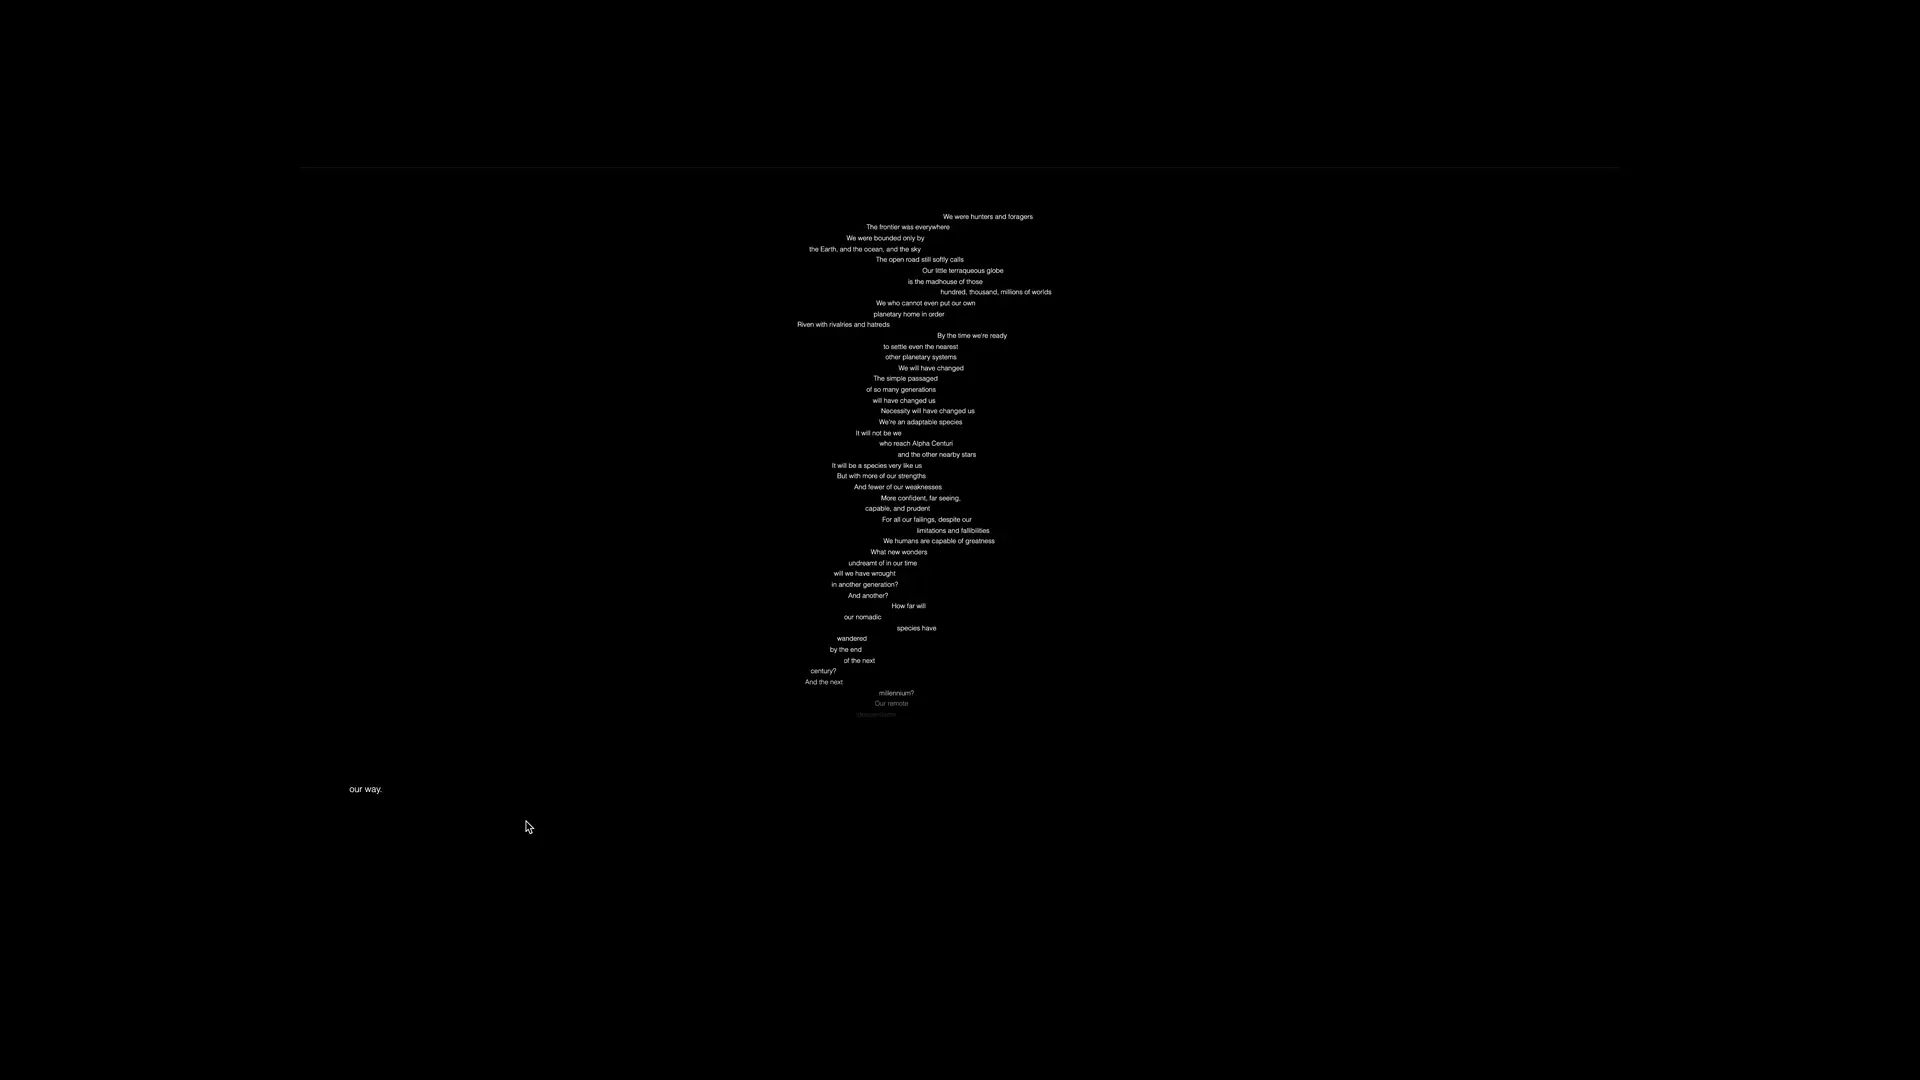 We were hunters and foragers
The frontier was everywhere
We were bounded only by
the Earth, and the ocean, and the sky
The open road still softly calls
Our little terraqueous globe
is the madhouse of those
hundred, thousand, millions of worlds
We who cannot even put our own
planetary home in order
Riven with rivalries and hatreds
By the time we're ready
to settle even the nearest
other planetary systems
We will have changed
The simple passaged
of so many generations
will have changed us
Necessity will have changed us
We're an adaptable species
It will not be we
who reach Alpha Centuri
and the other nearby stars
It will be a species very like us
But with more of our strengths
And fewer of our weaknesses
More confident, far seeing,
capable, and prudent
For all our failings, despite our
limitations and fallibilities
We humans are capable of greatness
What new wonders
undreamt of in our time
will we have wrought
in another generation?
And another?
How far will
our nomadic
species have
wandered
by the end
of the next
century?
And the next
millennium?
Our remote
our way.